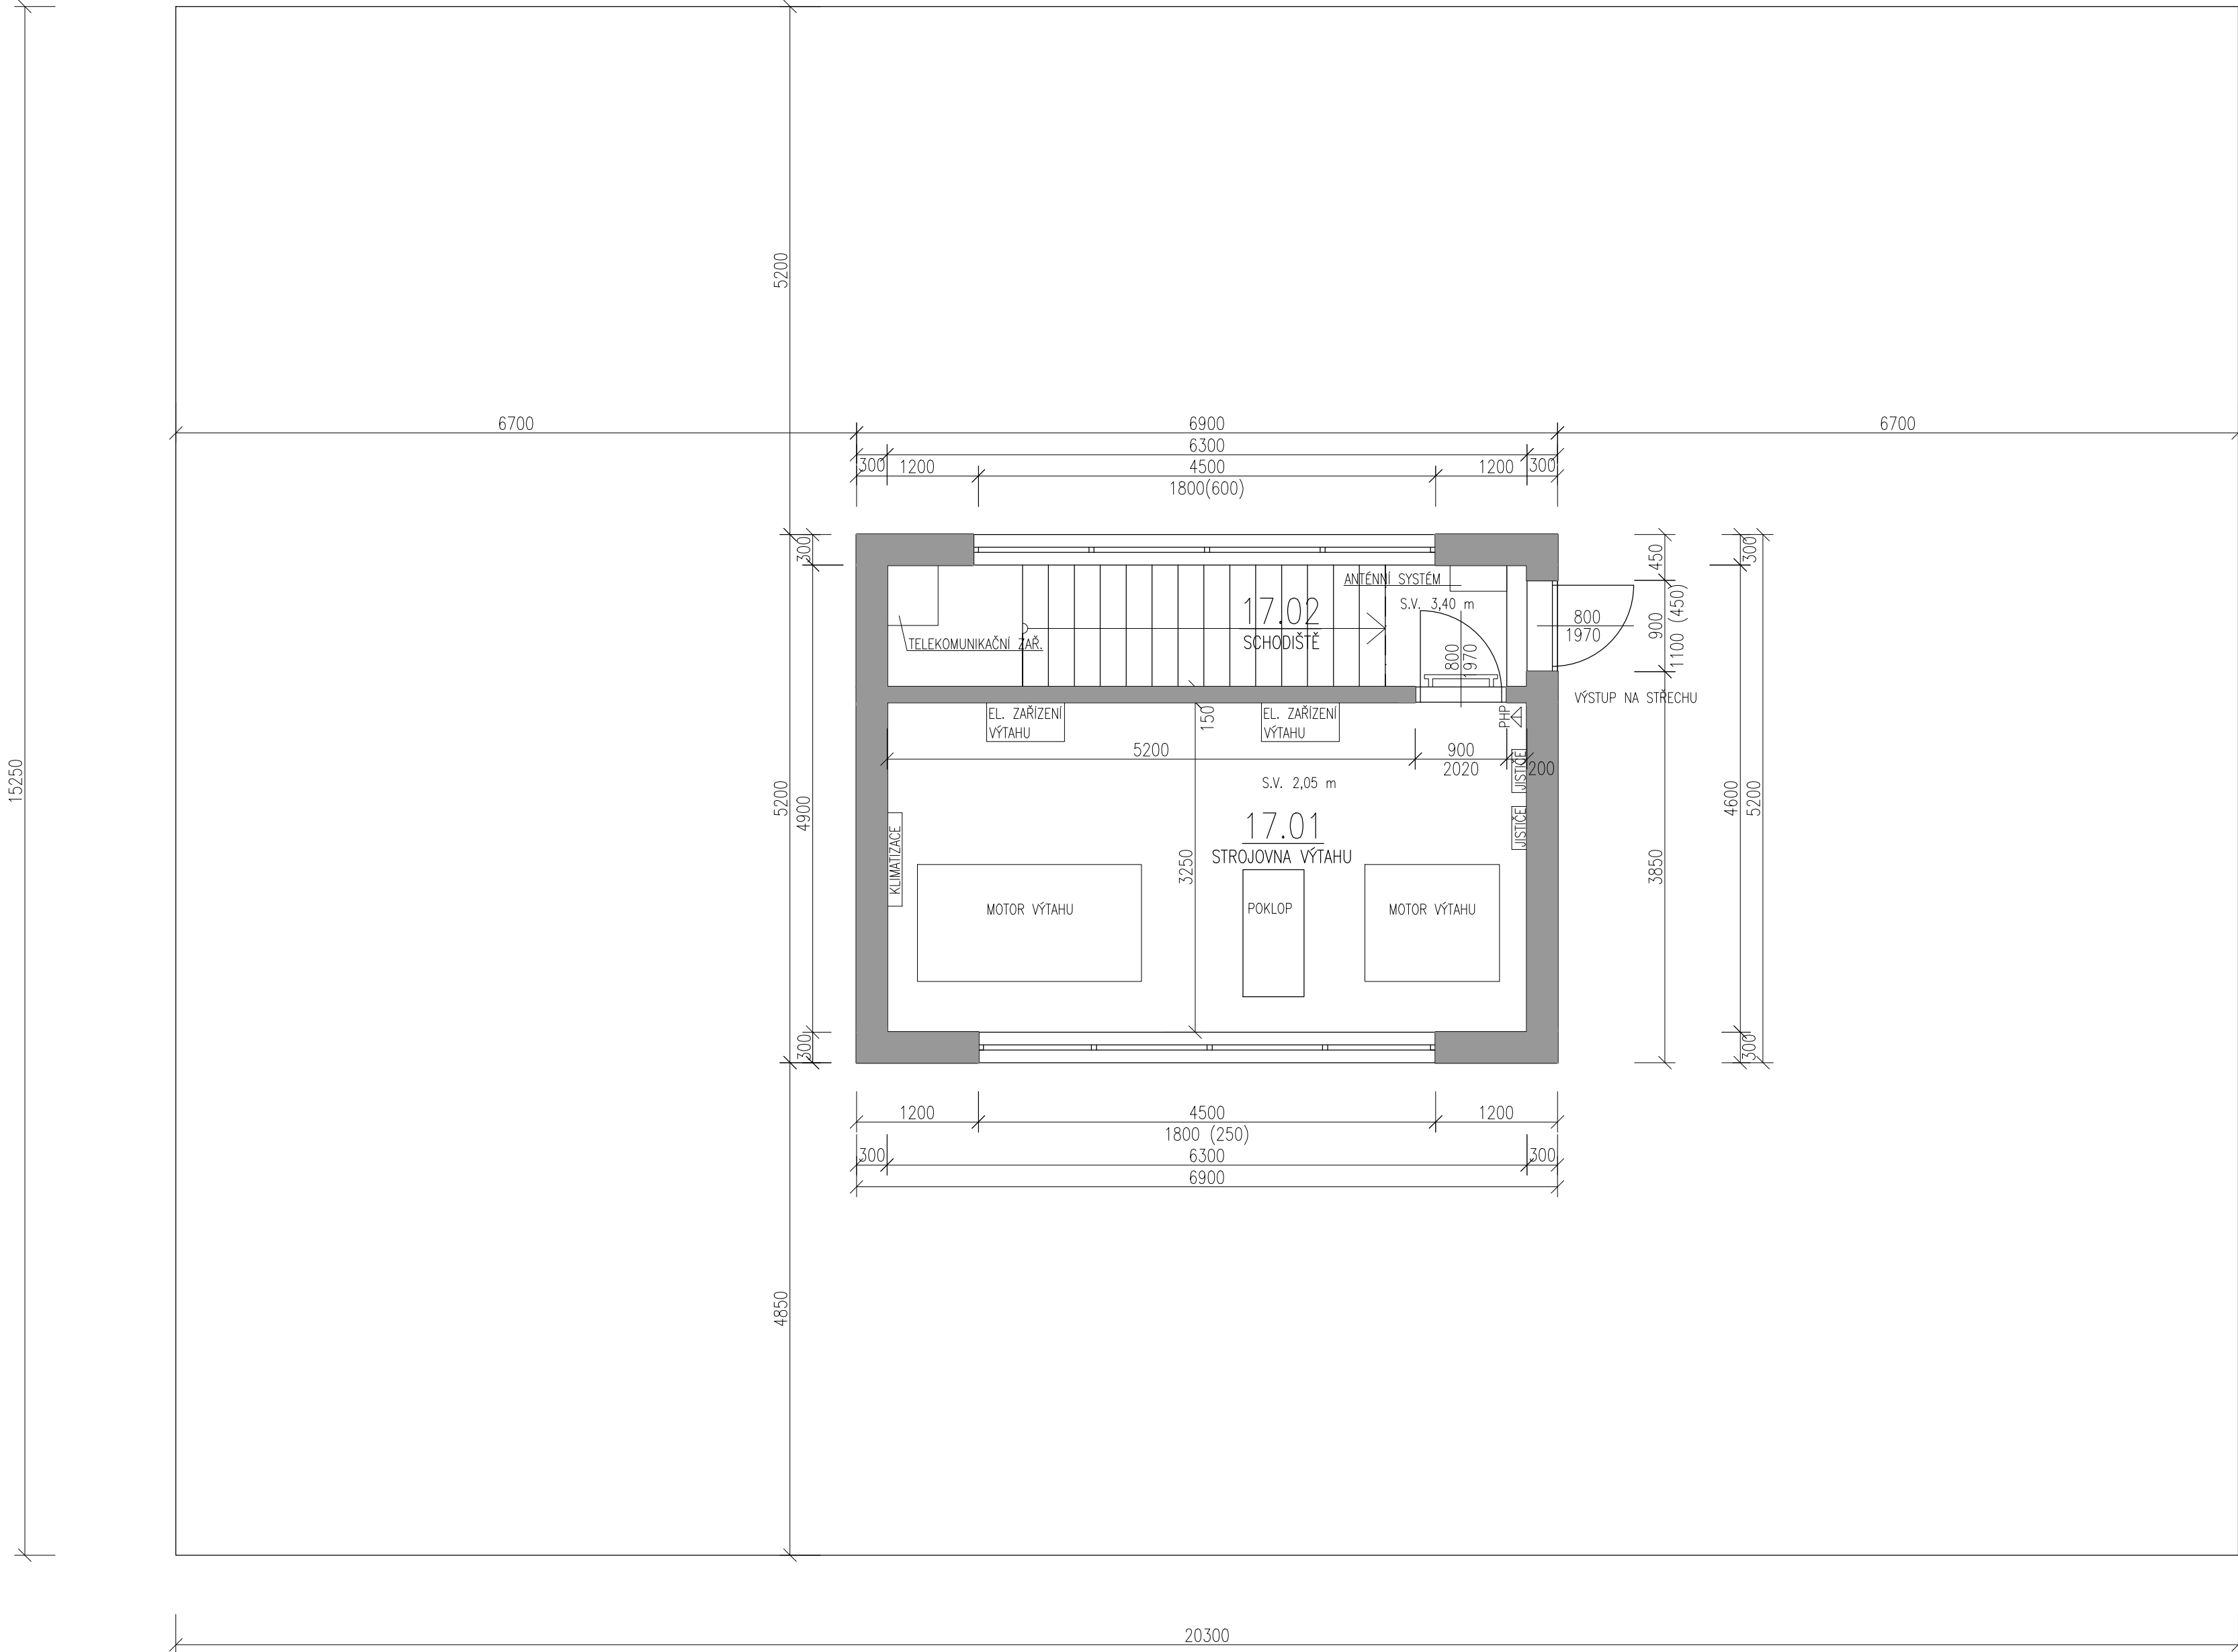 5200
6700
6900
6700
6300
300
1200
4500
1200
300
1800(600)
300
450
300
ANTÉNNÍ SYSTÉM
17.02
S.V. 3,40 m
SCHODIŠTĚ
TELEKOMUNIKAČNÍ ZAŘ.
800
1970
800
1970
900
1100 (450)
VÝSTUP NA STŘECHU
EL. ZAŘÍZENÍ
VÝTAHU
150
EL. ZAŘÍZENÍ
VÝTAHU
PHP
5200
900
2020
200
JISTIČE
S.V. 2,05 m
15250
5200
4900
4600
5200
17.01
JISTIČE
STROJOVNA VÝTAHU
KLIMATIZACE
3250
3850
MOTOR VÝTAHU
POKLOP
MOTOR VÝTAHU
300
300
1200
4500
1200
1800 (250)
300
6300
300
6900
4850
20300